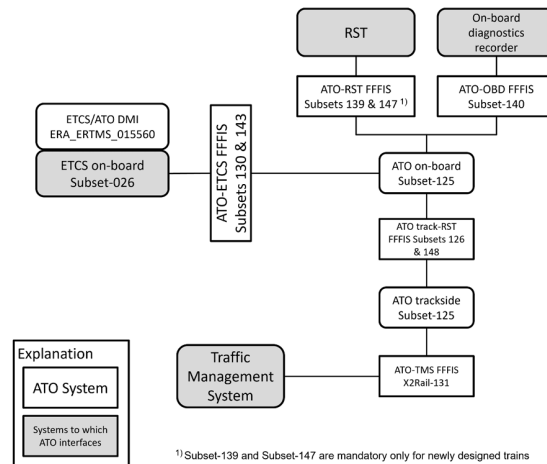 RST
On-board
diagnostics
recorder
ATO-RST FFFIS
Subsets 139 & 147 1)
ATO-OBD FFFIS
Subset-140
ETCS/ATO DMI
ERA_ERTMS_015560
ETCS on-board
Subset-026
ATO-ETCS FFFIS
Subsets 130 & 143
ATO on-board
Subset-125
ATO track-RST
FFFIS Subsets 126
& 148
ATO trackside
Subset-125
Traffic
Management
System
ATO-TMS FFFIS
X2Rail-131
Explanation
ATO System
Systems to which
ATO interfaces
1) Subset-139 and Subset-147 are mandatory only for newly designed trains